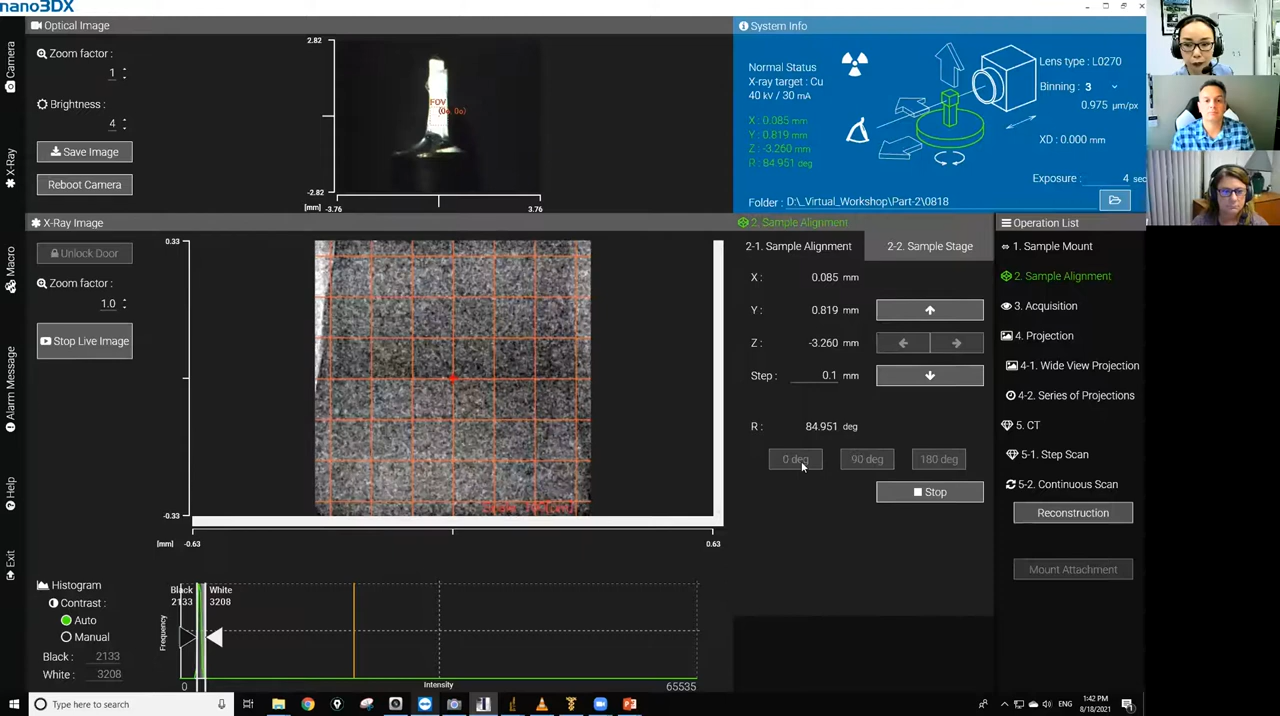 nano3DX
Optical Image
Zoom factor :
1
Brightness :
4
Save Image
Reboot Camera
2.82
-2.82
[mm]
-3.76
3.76
FOV
System Info
Normal Status
X-ray target : Cu
40 kV / 30 mA
X : 0.085 mm
Y : 0.819 mm
Z : -3.260 mm
R : 84.951 deg
Lens type : L0270
Binning : 3
0.975 µm/px
XD : 0.000 mm
Exposure : 4 sec
Folder : D:\_Virtual_Workshop\Part-2\0818
Camera
X-Ray
Macro
Alarm Message
Help
Exit
X-Ray Image
Unlock Door
Zoom factor :
1.0
Stop Live Image
0.33
-0.33
[mm]
-0.63
0.63
2. Sample Alignment
2-1. Sample Alignment
2-2. Sample Stage
X : 0.085 mm
Y : 0.819 mm
Z : -3.260 mm
Step : 0.1 mm
R : 84.951 deg
0 deg
90 deg
180 deg
Stop
Operation List
1. Sample Mount
2. Sample Alignment
3. Acquisition
4. Projection
4-1. Wide View Projection
4-2. Series of Projections
5. CT
5-1. Step Scan
5-2. Continuous Scan
Reconstruction
Mount Attachment
Histogram
Contrast :
Auto
Manual
Black : 2133
White : 3208
Black
2133
White
3208
Frequency
0
Intensity
65535
Type here to search
ENG
1:42 PM
8/18/2021